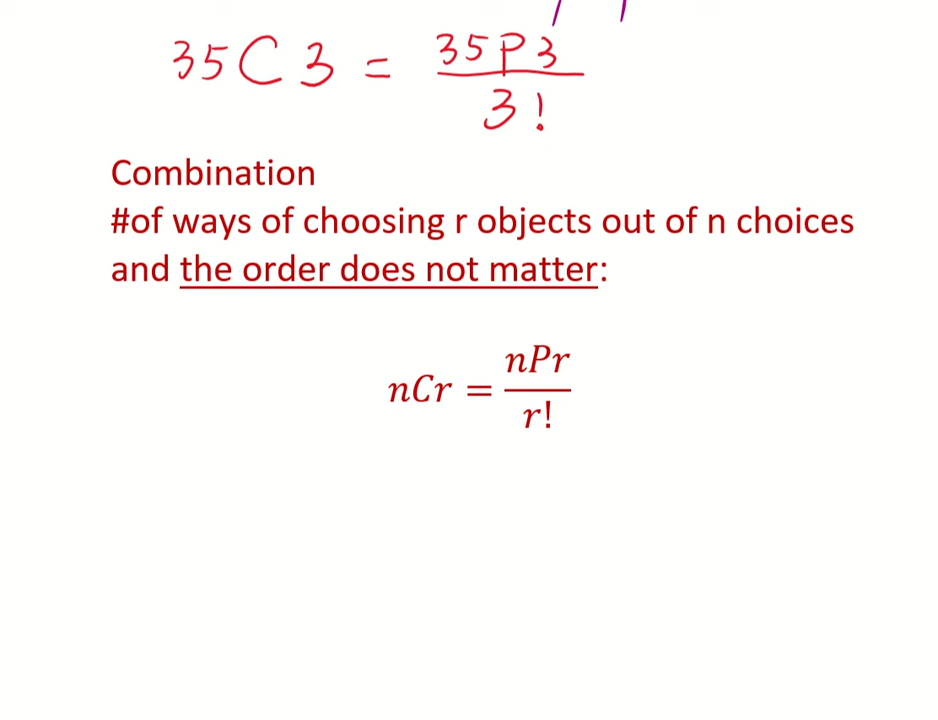 35C3 = 35P3 / 3!
Combination
#of ways of choosing r objects out of n choices
and the order does not matter:
nCr = nPr / r!